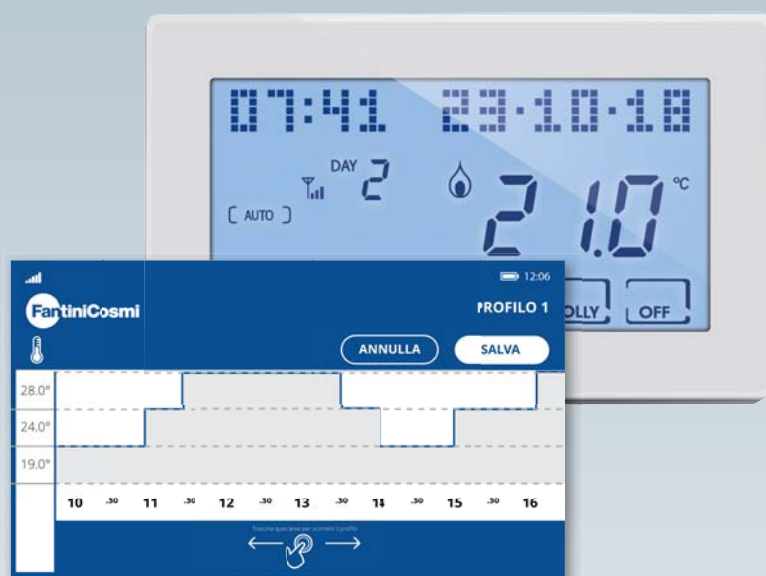 07:41 23·10·18
DAY 2
[ AUTO ]
21.0 °C
OLLY OFF
12:06
FantiniCosmi
PROFILO 1
ANNULLA SALVA
28.0°
24.0°
19.0°
10 .30 11 .30 12 .30 13 .30 14 .30 15 .30 16